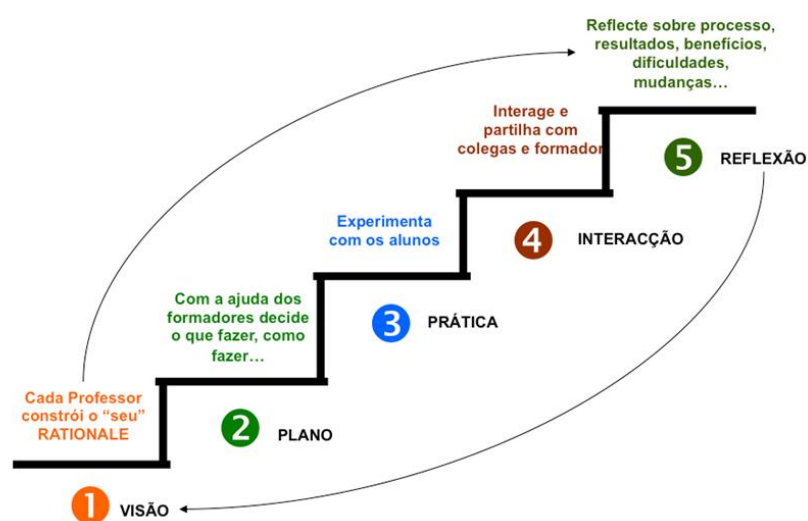 Reflecte sobre processo,
resultados, benefícios,
dificuldades,
mudanças…
Interage e
partilha com
colegas e formador
5 REFLEXÃO
Experimenta
com os alunos
4 INTERACÇÃO
Com a ajuda dos
formadores decide
o que fazer, como
fazer…
3 PRÁTICA
Cada Professor
constrói o “seu”
RATIONALE
2 PLANO
1 VISÃO